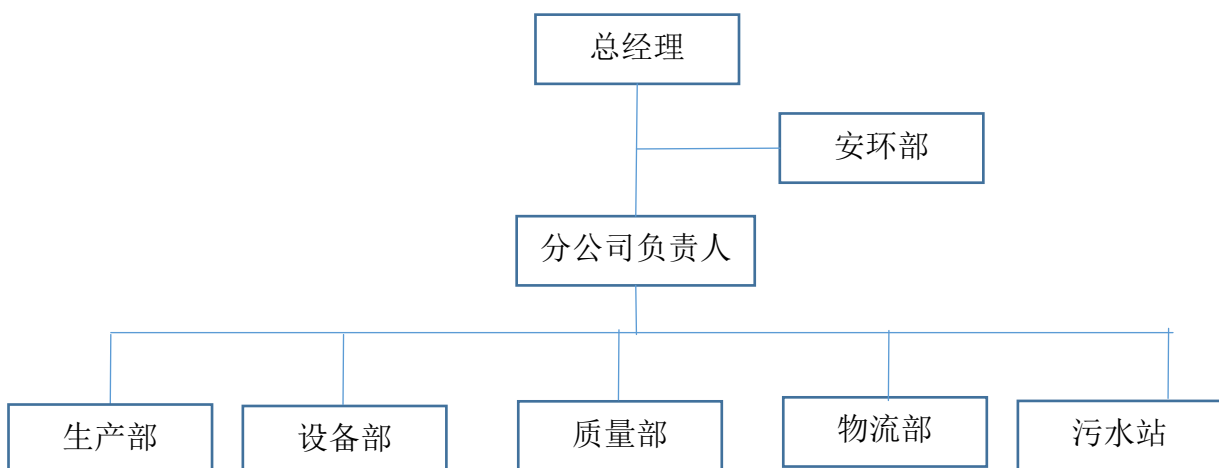 总经理
安环部
分公司负责人
生产部
设备部
质量部
物流部
污水站